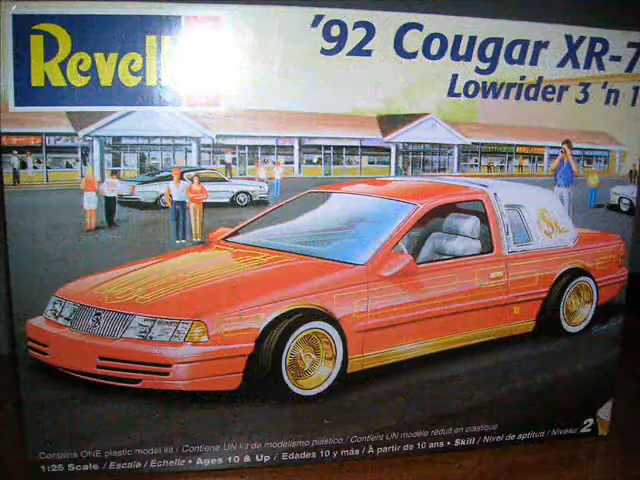 Revell
'92 Cougar XR-7
Lowrider 3 'n 1
Contains ONE plastic model kit / Contiene UN kit de modelismo plastico / Contient UN modèle réduit en plastique
1:25 Scale / Escala / Échelle • Ages 10 & Up / Edades 10 y más / À partir de 10 ans • Skill / Nivel de aptitud / Niveau 2